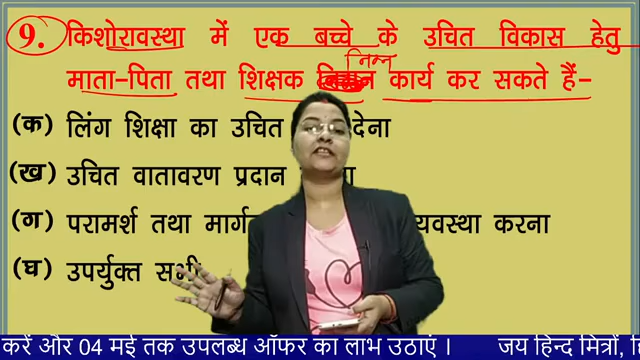 9. किशोरावस्था में एक बच्चे के उचित विकास हेतु
निम्न
माता-पिता तथा शिक्षक कार्य कर सकते हैं-
(क) लिंग शिक्षा का उचित देना
(ख) उचित वातावरण प्रदान
(ग) परामर्श तथा व्यवस्था करना
(घ) उपर्युक्त सभी
करें और 04 मई तक उपलब्ध ऑफर का लाभ उठाएं । जय हिन्द मित्रों,